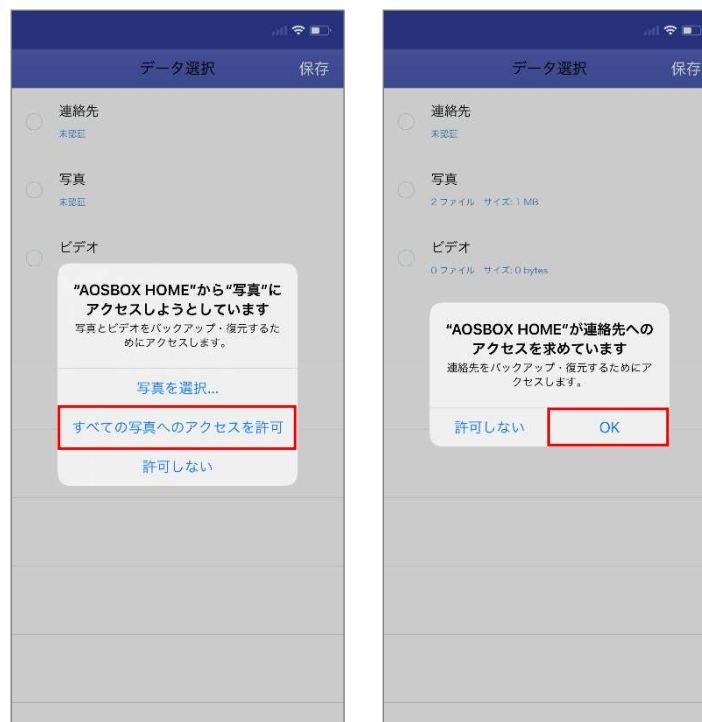 データ選択
保存
連絡先
未認証
写真
未認証
ビデオ
“AOSBOX HOME”から“写真”に
アクセスしようとしています
写真とビデオをバックアップ・復元するた
めにアクセスします。
写真を選択...
すべての写真へのアクセスを許可
許可しない
データ選択
保存
連絡先
未認証
写真
2 ファイル サイズ: 1 MB
ビデオ
0 ファイル サイズ: 0 bytes
“AOSBOX HOME”が連絡先への
アクセスを求めています
連絡先をバックアップ・復元するためにア
クセスします。
許可しない
OK